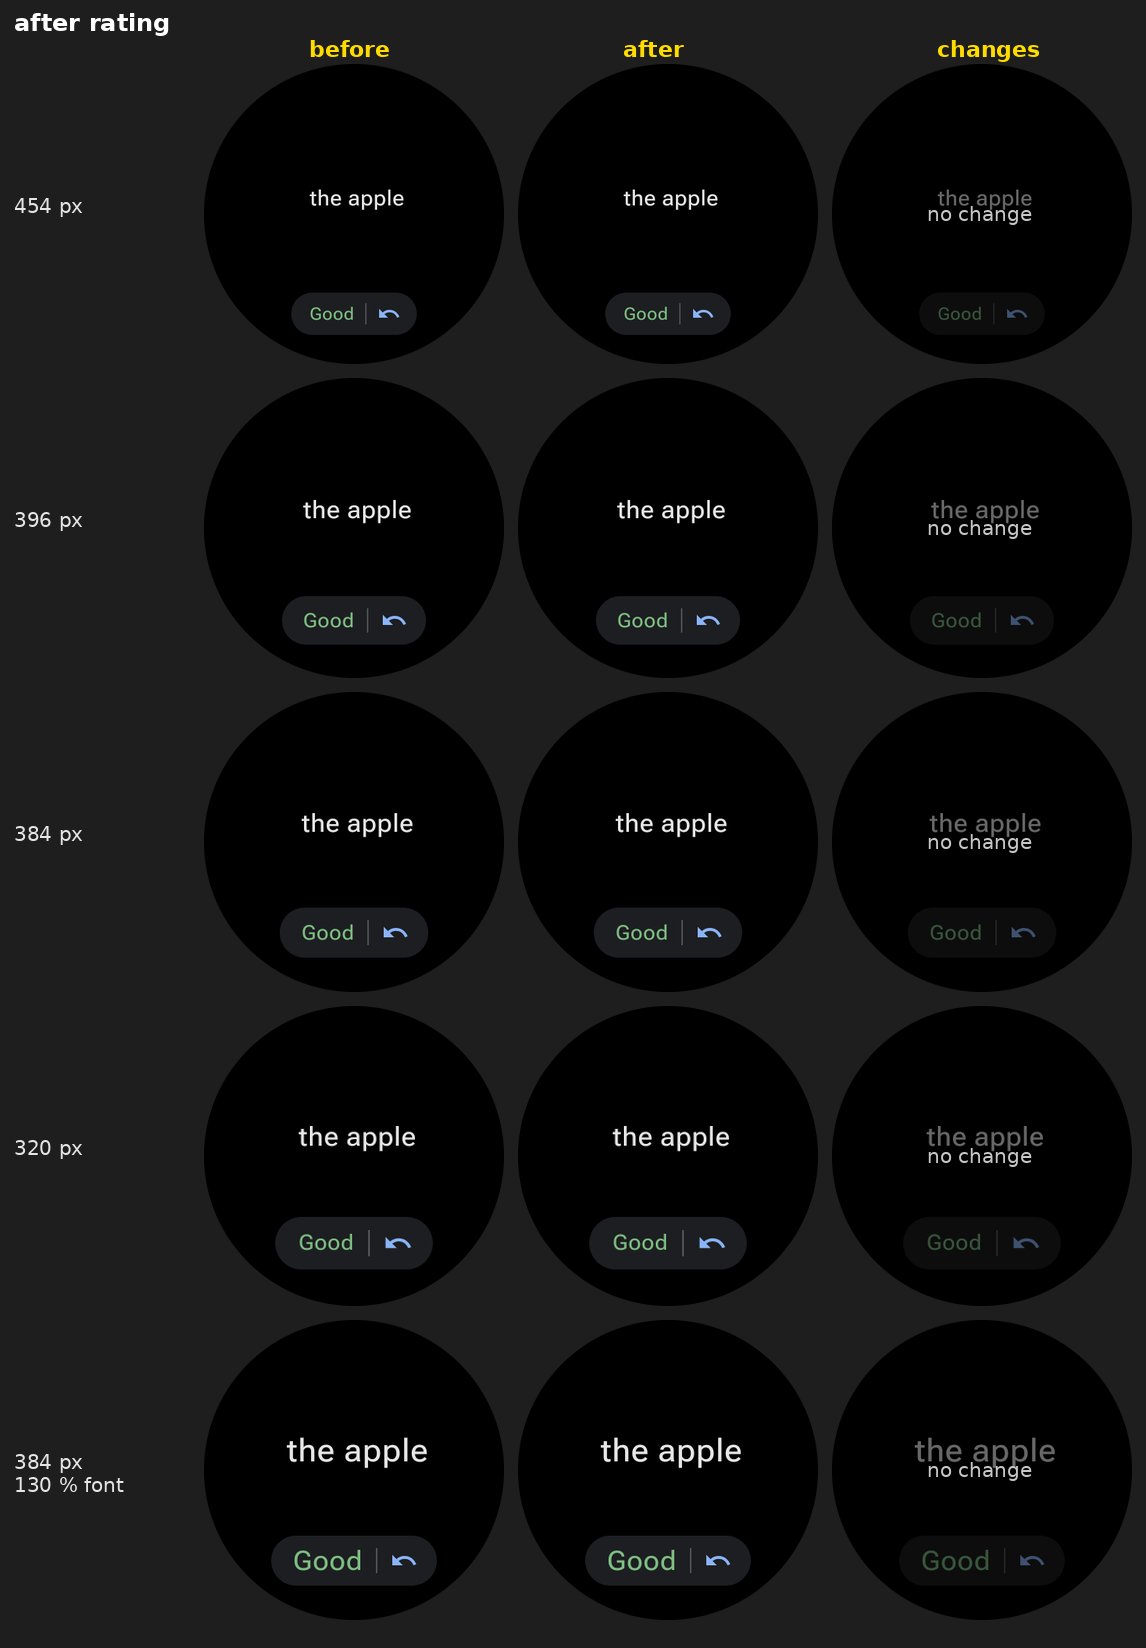 after rating
before after changes
454 px
the apple
Good
the apple
Good
the apple
no change
Good
396 px
the apple
Good
the apple
Good
the apple
no change
Good
384 px
the apple
Good
the apple
Good
the apple
no change
Good
320 px
the apple
Good
the apple
Good
the apple
no change
Good
384 px
130 % font
the apple
Good
the apple
Good
the apple
no change
Good